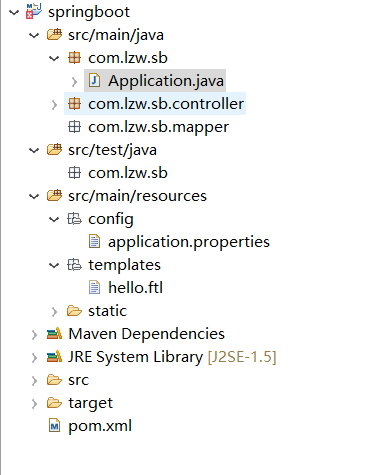 springboot
src/main/java
com.lzw.sb
Application.java
com.lzw.sb.controller
com.lzw.sb.mapper
src/test/java
com.lzw.sb
src/main/resources
config
application.properties
templates
hello.ftl
static
Maven Dependencies
JRE System Library [J2SE-1.5]
src
target
pom.xml